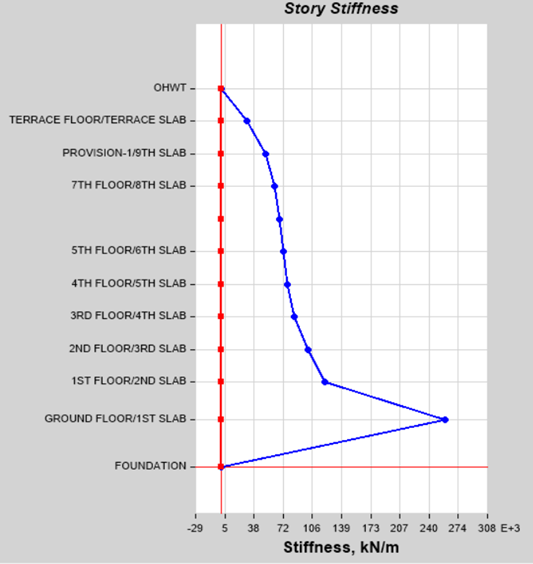 Story Stiffness
OHWT
TERRACE FLOOR/TERRACE SLAB
PROVISION-1/9TH SLAB
7TH FLOOR/8TH SLAB
5TH FLOOR/6TH SLAB
4TH FLOOR/5TH SLAB
3RD FLOOR/4TH SLAB
2ND FLOOR/3RD SLAB
1ST FLOOR/2ND SLAB
GROUND FLOOR/1ST SLAB
FOUNDATION
-29 5 38 72 106 139 173 207 240 274 308 E+3
Stiffness, kN/m